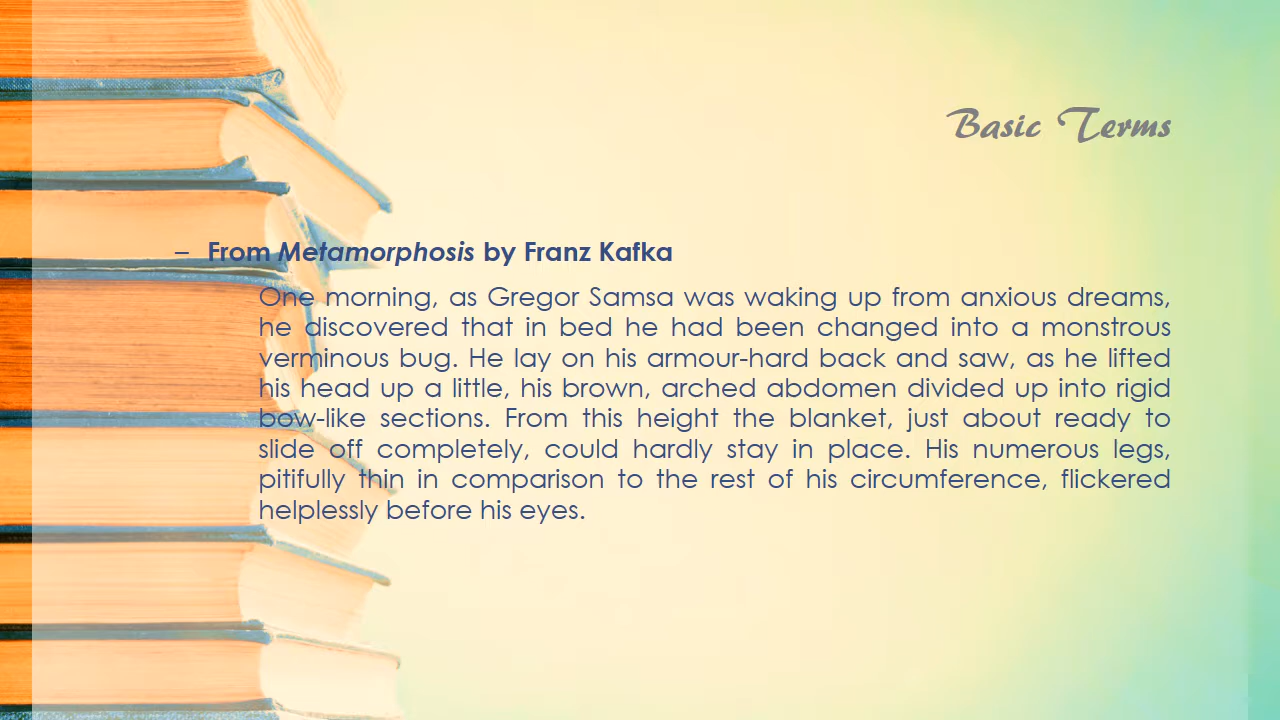 Basic Terms
– From Metamorphosis by Franz Kafka
One morning, as Gregor Samsa was waking up from anxious dreams,
he discovered that in bed he had been changed into a monstrous
verminous bug. He lay on his armour-hard back and saw, as he lifted
his head up a little, his brown, arched abdomen divided up into rigid
bow-like sections. From this height the blanket, just about ready to
slide off completely, could hardly stay in place. His numerous legs,
pitifully thin in comparison to the rest of his circumference, flickered
helplessly before his eyes.